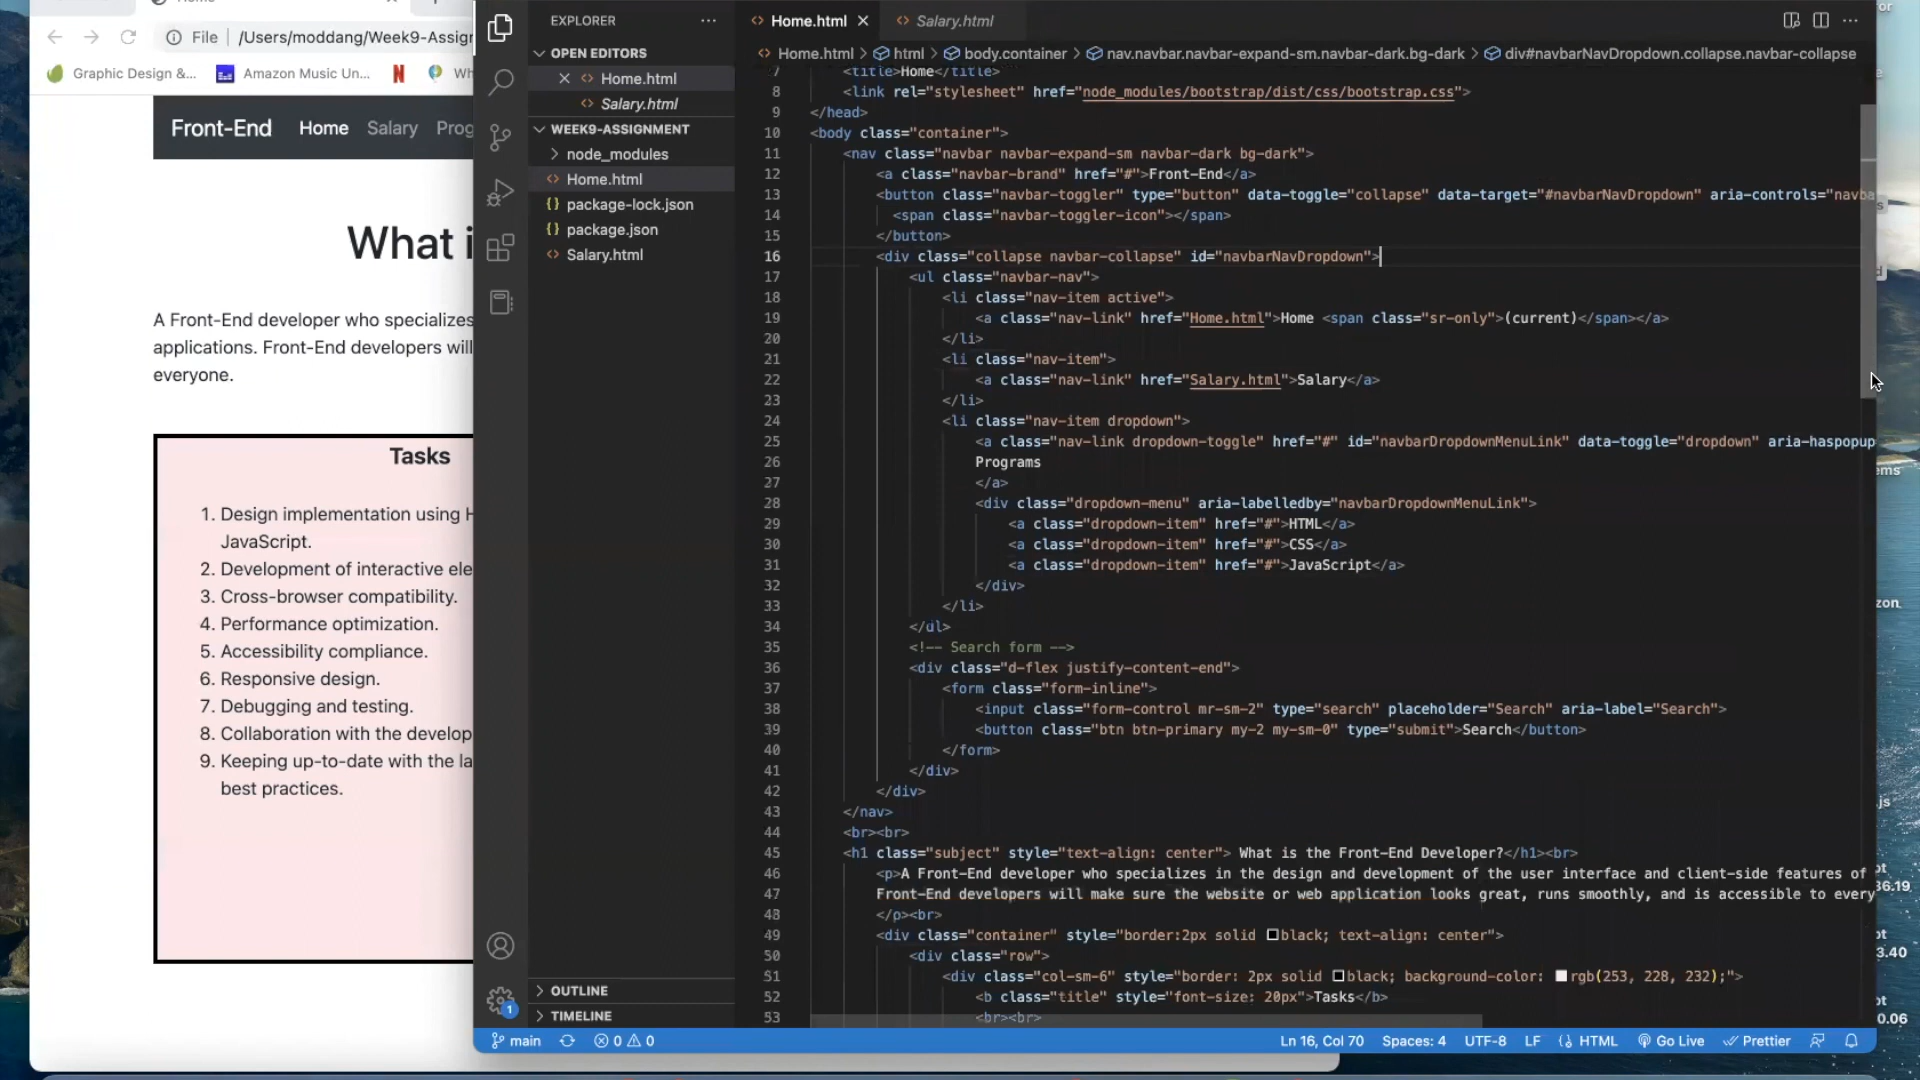 Home
File
/Users/moddang/Week9-Assign
Graphic Design &...
Amazon Music Un...
Front-End
Home
Salary
Prog
What i
A Front-End developer who specializes
applications. Front-End developers will
everyone.
Tasks
1. Design implementation using H
JavaScript.
2. Development of interactive ele
3. Cross-browser compatibility.
4. Performance optimization.
5. Accessibility compliance.
6. Responsive design.
7. Debugging and testing.
8. Collaboration with the develop
9. Keeping up-to-date with the la
best practices.
EXPLORER
OPEN EDITORS
Home.html
Salary.html
WEEK9-ASSIGNMENT
node_modules
Home.html
package-lock.json
package.json
Salary.html
OUTLINE
TIMELINE
Home.html
Salary.html
Home.html > html > body.container > nav.navbar.navbar-expand-sm.navbar-dark.bg-dark > div#navbarNavDropdown.collapse.navbar-collapse
7 <title>Home</title>
8 <link rel="stylesheet" href="node_modules/bootstrap/dist/css/bootstrap.css">
9 </head>
10 <body class="container">
11 <nav class="navbar navbar-expand-sm navbar-dark bg-dark">
12 <a class="navbar-brand" href="#">Front-End</a>
13 <button class="navbar-toggler" type="button" data-toggle="collapse" data-target="#navbarNavDropdown" aria-controls="navba
14 <span class="navbar-toggler-icon"></span>
15 </button>
16 <div class="collapse navbar-collapse" id="navbarNavDropdown">
17 <ul class="navbar-nav">
18 <li class="nav-item active">
19 <a class="nav-link" href="Home.html">Home <span class="sr-only">(current)</span></a>
20 </li>
21 <li class="nav-item">
22 <a class="nav-link" href="Salary.html">Salary</a>
23 </li>
24 <li class="nav-item dropdown">
25 <a class="nav-link dropdown-toggle" href="#" id="navbarDropdownMenuLink" data-toggle="dropdown" aria-haspopup
26 Programs
27 </a>
28 <div class="dropdown-menu" aria-labelledby="navbarDropdownMenuLink">
29 <a class="dropdown-item" href="#">HTML</a>
30 <a class="dropdown-item" href="#">CSS</a>
31 <a class="dropdown-item" href="#">JavaScript</a>
32 </div>
33 </li>
34 </ul>
35 <!-- Search form -->
36 <div class="d-flex justify-content-end">
37 <form class="form-inline">
38 <input class="form-control mr-sm-2" type="search" placeholder="Search" aria-label="Search">
39 <button class="btn btn-primary my-2 my-sm-0" type="submit">Search</button>
40 </form>
41 </div>
42 </div>
43 </nav>
44 <br><br>
45 <h1 class="subject" style="text-align: center"> What is the Front-End Developer?</h1><br>
46 <p>A Front-End developer who specializes in the design and development of the user interface and client-side features of
47 Front-End developers will make sure the website or web application looks great, runs smoothly, and is accessible to every
48 </p><br>
49 <div class="container" style="border:2px solid black; text-align: center">
50 <div class="row">
51 <div class="col-sm-6" style="border: 2px solid black; background-color: rgb(253, 228, 232);">
52 <b class="title" style="font-size: 20px">Tasks</b>
53 <br><br>
1
main
0
0
Ln 16, Col 70
Spaces: 4
UTF-8
LF
HTML
Go Live
Prettier